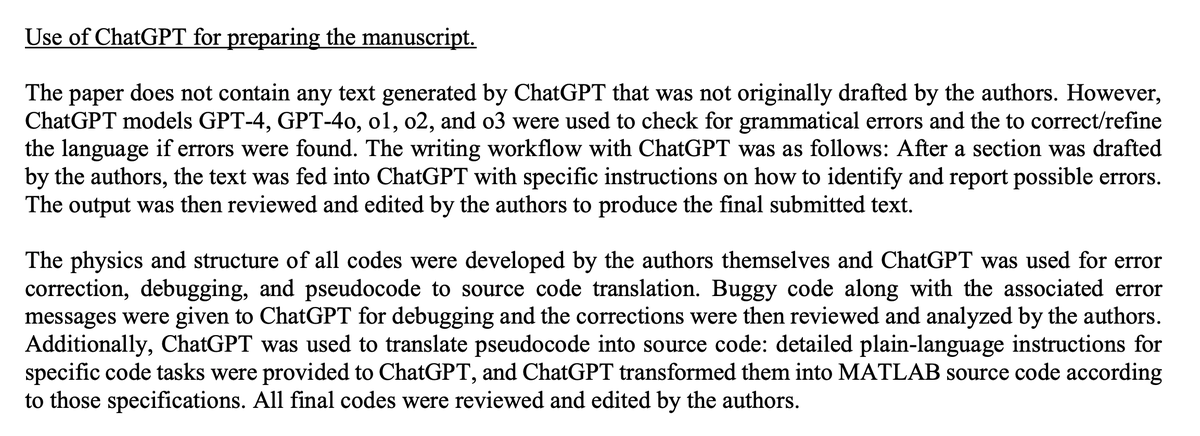 Use of ChatGPT for preparing the manuscript.
The paper does not contain any text generated by ChatGPT that was not originally drafted by the authors. However,
ChatGPT models GPT-4, GPT-4o, o1, o2, and o3 were used to check for grammatical errors and the to correct/refine
the language if errors were found. The writing workflow with ChatGPT was as follows: After a section was drafted
by the authors, the text was fed into ChatGPT with specific instructions on how to identify and report possible errors.
The output was then reviewed and edited by the authors to produce the final submitted text.
The physics and structure of all codes were developed by the authors themselves and ChatGPT was used for error
correction, debugging, and pseudocode to source code translation. Buggy code along with the associated error
messages were given to ChatGPT for debugging and the corrections were then reviewed and analyzed by the authors.
Additionally, ChatGPT was used to translate pseudocode into source code: detailed plain-language instructions for
specific code tasks were provided to ChatGPT, and ChatGPT transformed them into MATLAB source code according
to those specifications. All final codes were reviewed and edited by the authors.